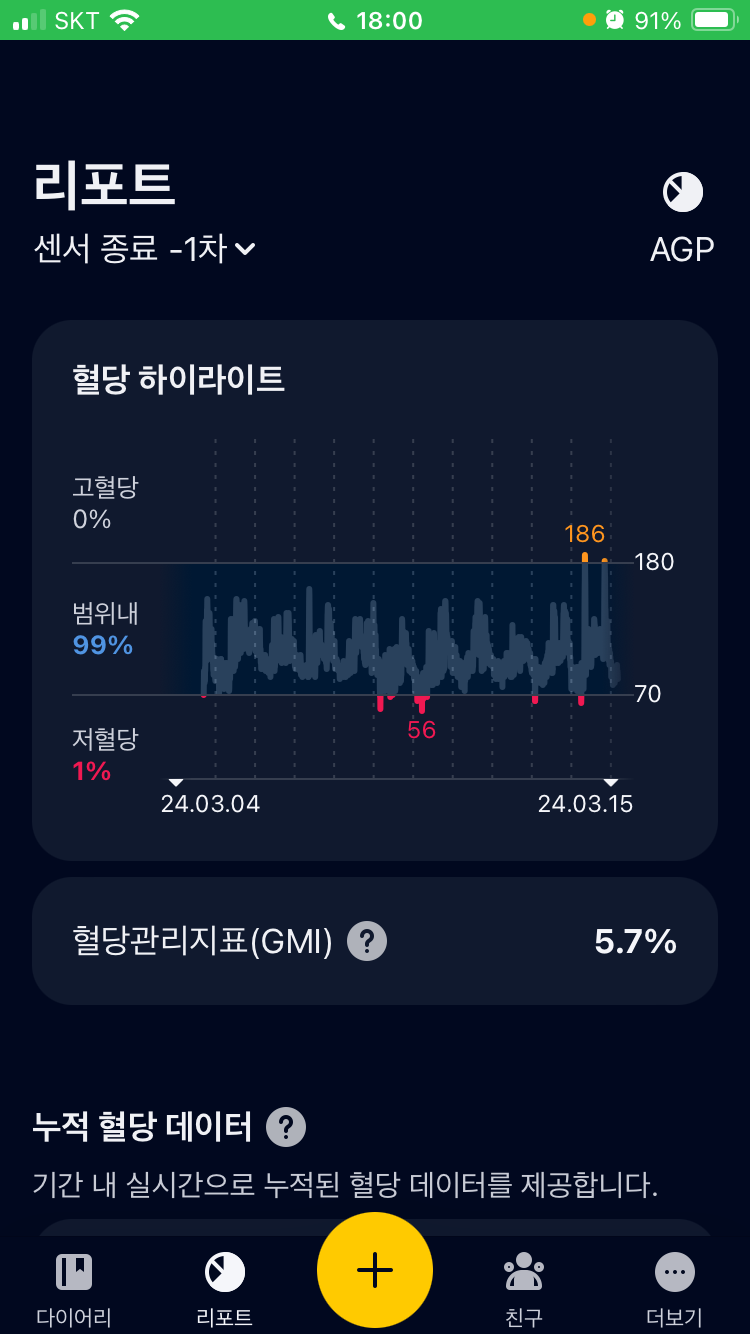 SKT 18:00 91%
리포트
센서 종료 -1차
AGP
혈당 하이라이트
고혈당
0%
186
180
범위내
99%
70
저혈당
1%
56
24.03.04 24.03.15
혈당관리지표(GMI) ? 5.7%
누적 혈당 데이터 ?
기간 내 실시간으로 누적된 혈당 데이터를 제공합니다.
다이어리 리포트 친구 더보기